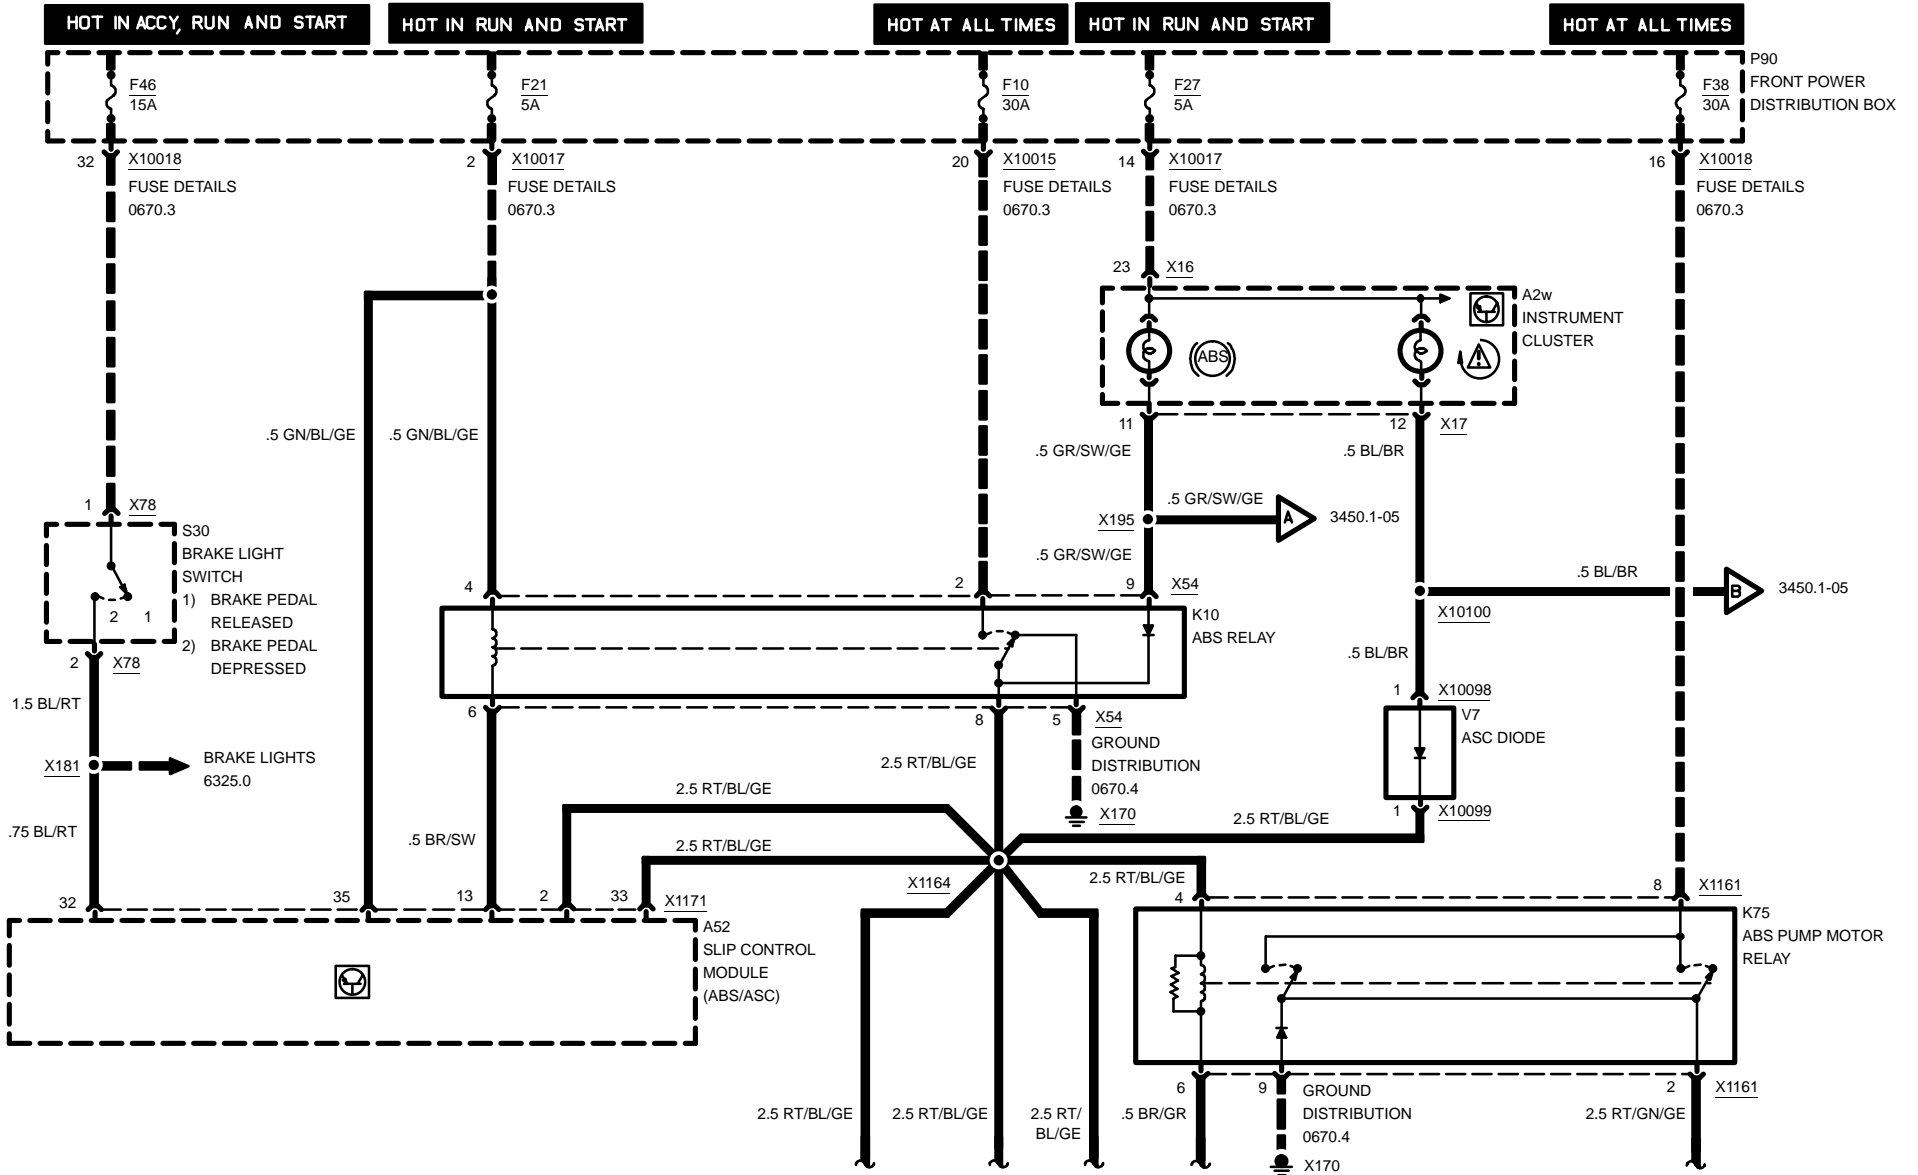 HOT IN ACCY, RUN AND START
HOT IN RUN AND START
HOT AT ALL TIMES
HOT IN RUN AND START
HOT AT ALL TIMES
F46
15A
F21
5A
F10
30A
F27
5A
F38
30A
P90
FRONT POWER
DISTRIBUTION BOX
32
X10018
FUSE DETAILS
0670.3
2
X10017
FUSE DETAILS
0670.3
20
X10015
FUSE DETAILS
0670.3
14
X10017
FUSE DETAILS
0670.3
16
X10018
FUSE DETAILS
0670.3
23
X16
A2w
INSTRUMENT
CLUSTER
ABS
.5 GN/BL/GE
.5 GN/BL/GE
11
12
X17
.5 GR/SW/GE
.5 BL/BR
1
X78
S30
BRAKE LIGHT
SWITCH
1) BRAKE PEDAL
RELEASED
2) BRAKE PEDAL
DEPRESSED
2
1
2
X78
X195
.5 GR/SW/GE
A
3450.1-05
.5 GR/SW/GE
.5 BL/BR
B
3450.1-05
X10100
4
2
9
X54
K10
ABS RELAY
.5 BL/BR
1
X10098
V7
ASC DIODE
1
X10099
6
8
5
X54
GROUND
DISTRIBUTION
0670.4
X170
1.5 BL/RT
X181
BRAKE LIGHTS
6325.0
.75 BL/RT
2.5 RT/BL/GE
2.5 RT/BL/GE
2.5 RT/BL/GE
.5 BR/SW
2.5 RT/BL/GE
X1164
2.5 RT/BL/GE
32
35
13
2
33
X1171
4
8
X1161
A52
SLIP CONTROL
MODULE
(ABS/ASC)
K75
ABS PUMP MOTOR
RELAY
6
9
GROUND
DISTRIBUTION
0670.4
X170
2
X1161
2.5 RT/BL/GE
2.5 RT/BL/GE
2.5 RT/
BL/GE
.5 BR/GR
2.5 RT/GN/GE